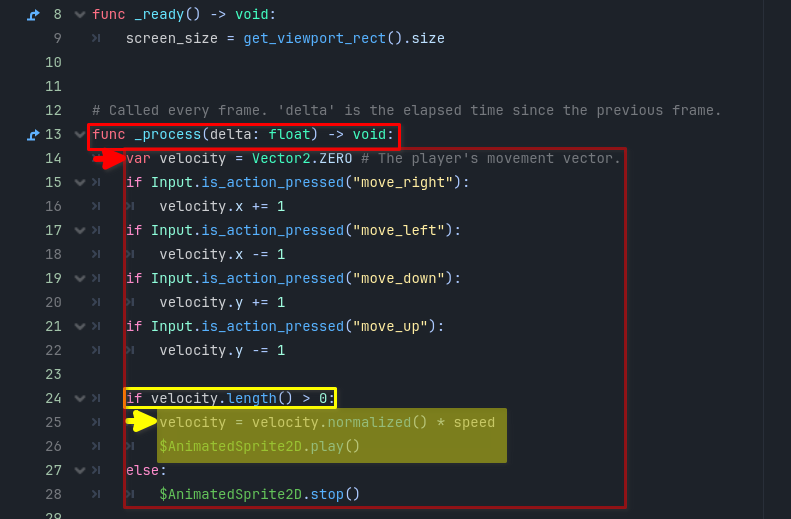 8 func _ready() -> void:
9 screen_size = get_viewport_rect().size
10
11
12 # Called every frame. 'delta' is the elapsed time since the previous frame.
13 func _process(delta: float) -> void:
14 var velocity = Vector2.ZERO # The player's movement vector.
15 if Input.is_action_pressed("move_right"):
16 velocity.x += 1
17 if Input.is_action_pressed("move_left"):
18 velocity.x -= 1
19 if Input.is_action_pressed("move_down"):
20 velocity.y += 1
21 if Input.is_action_pressed("move_up"):
22 velocity.y -= 1
23
24 if velocity.length() > 0:
25 velocity = velocity.normalized() * speed
26 $AnimatedSprite2D.play()
27 else:
28 $AnimatedSprite2D.stop()
29